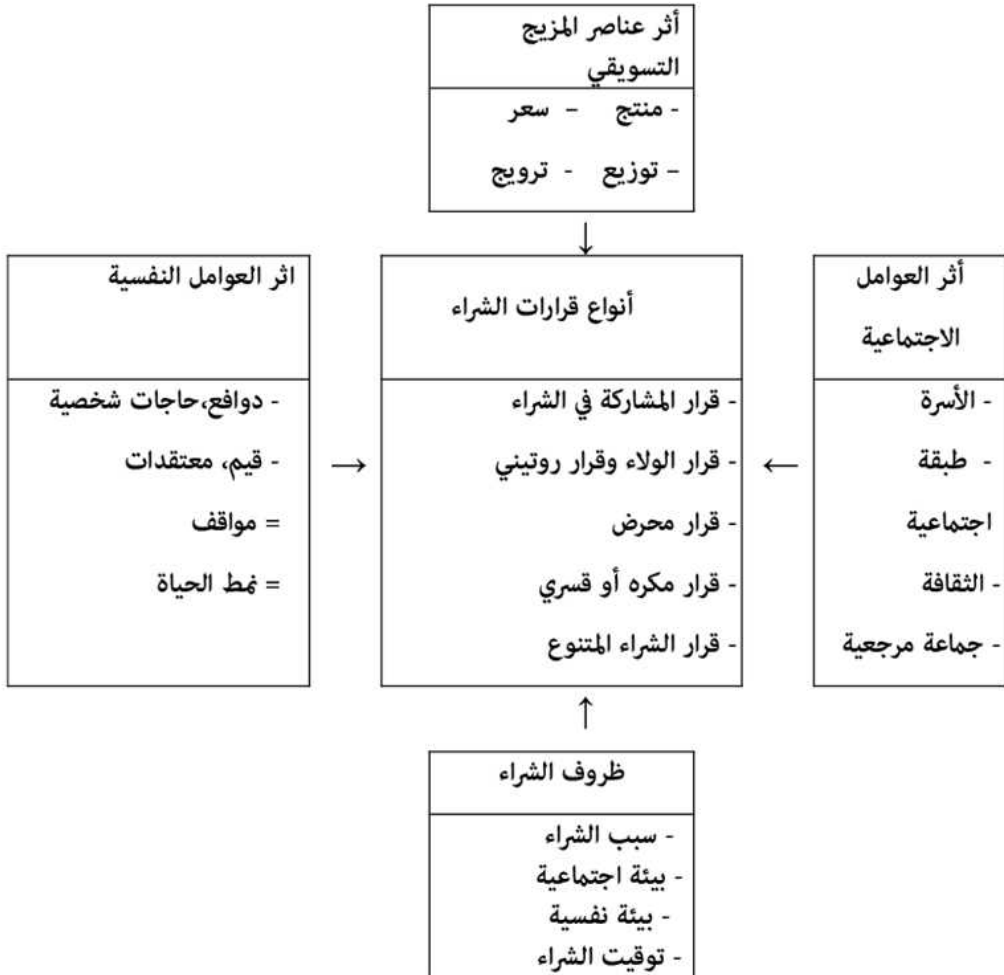 أثر عناصر المزيج
التسويقي
- منتج – سعر
– توزيع - ترويج
↓
أثر العوامل
الاجتماعية
- الأسرة
- طبقة
اجتماعية
- الثقافة
- جماعة مرجعية
←
أنواع قرارات الشراء
- قرار المشاركة في الشراء
- قرار الولاء وقرار روتيني
- قرار محرض
- قرار مكره أو قسري
- قرار الشراء المتنوع
→
اثر العوامل النفسية
- دوافع،حاجات شخصية
- قيم، معتقدات
= مواقف
= نمط الحياة
↑
ظروف الشراء
- سبب الشراء
- بيئة اجتماعية
- بيئة نفسية
- توقيت الشراء